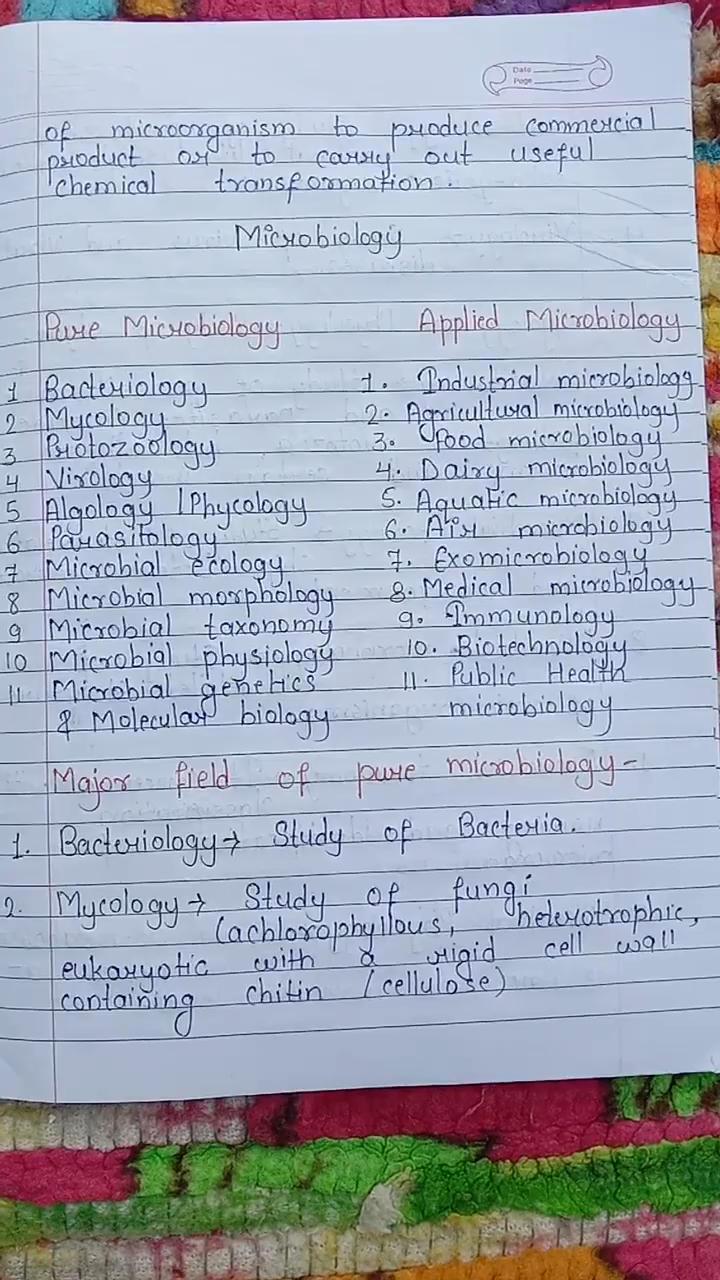 Date
Page
of microorganism to produce commercial
product or to carry out useful
chemical transformation.
Microbiology
Pure Microbiology Applied Microbiology
1 Bacteriology 1. Industrial microbiology
2 Mycology 2. Agricultural microbiology
3 Protozoology 3. food microbiology
4 Virology 4. Dairy microbiology
5 Algology / Phycology 5. Aquatic microbiology
6 Parasitology 6. Air microbiology
7 Microbial ecology 7. Exomicrobiology
8 Microbial morphology 8. Medical microbiology
9 Microbial taxonomy 9. Immunology
10 Microbial physiology 10. Biotechnology
11 Microbial genetics 11. Public Health
& Molecular biology microbiology
Major field of pure microbiology-
1. Bacteriology → Study of Bacteria.
2. Mycology → Study of fungi
(achlorophyllous, heterotrophic,
eukaryotic with a rigid cell wall
containing chitin (cellulose)